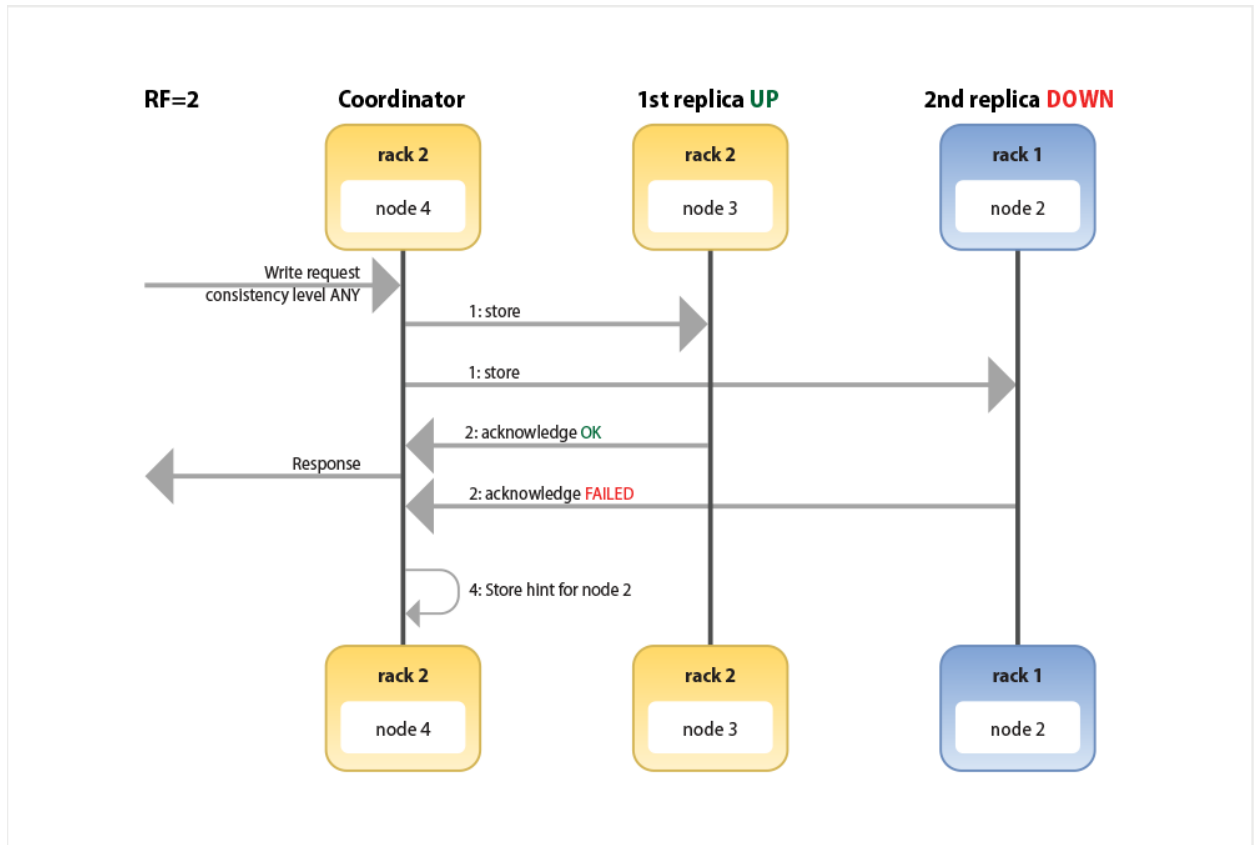 RF=2
Coordinator
1st replica UP
2nd replica DOWN
rack 2
node 4
rack 2
node 3
rack 1
node 2
Write request
consistency level ANY
1: store
1: store
2: acknowledge OK
Response
2: acknowledge FAILED
4: Store hint for node 2
rack 2
node 4
rack 2
node 3
rack 1
node 2